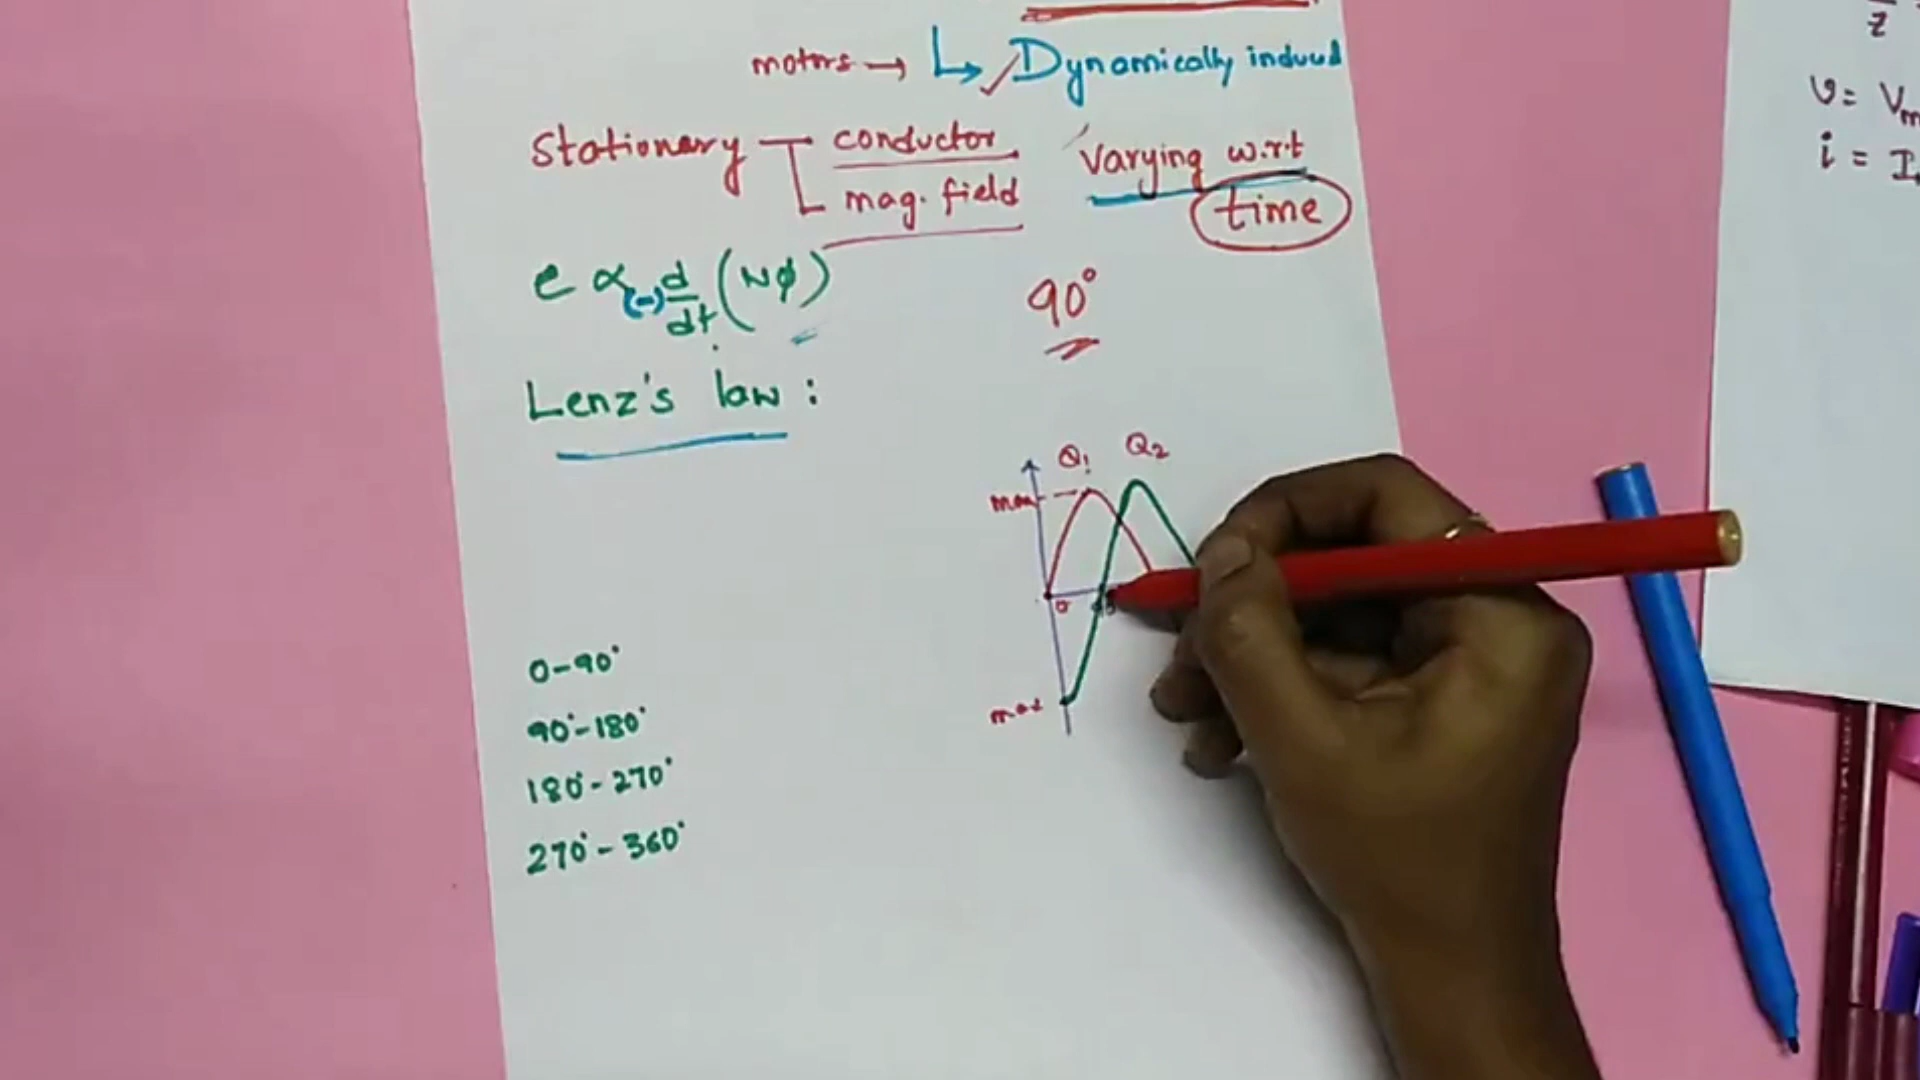 motors → ↳ ✓ Dynamically induced
Stationary conductor varying w.r.t
mag. field time
e ∝ (-) d/dt (Nϕ)
90°
Lenz's law :
Q1 Q2
max
0
max
0-90°
90°-180°
180°-270°
270°-360°
z
v = Vm
i = I